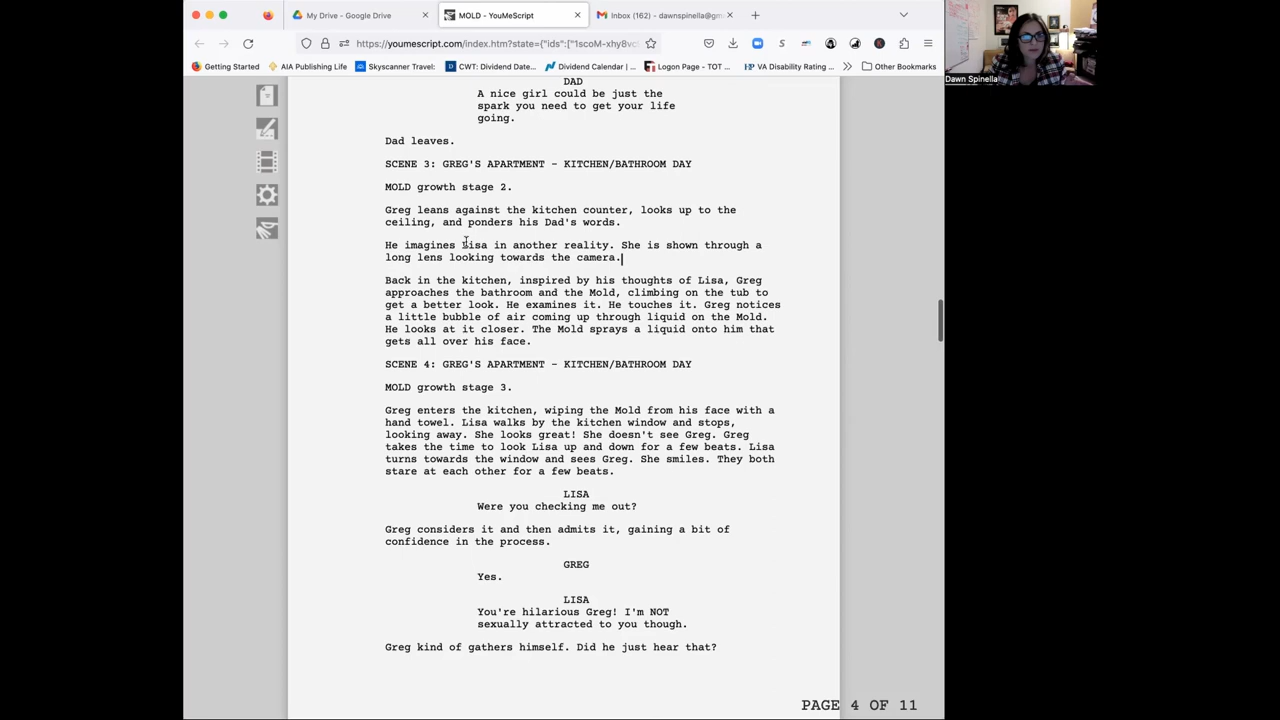 My Drive - Google Drive
MOLD - YouMeScript
Inbox (162) - dawnspinella@gm
https://youmescript.com/index.html?state={"ids":["1scoM-xhy8vc
Getting Started
AIA Publishing Life
Skyscanner Travel:
CWT: Dividend Date...
Dividend Calendar | ...
Logon Page - TOT ...
VA Disability Rating ...
Other Bookmarks
Dawn Spinella
DAD
A nice girl could be just the
spark you need to get your life
going.
Dad leaves.
SCENE 3: GREG'S APARTMENT - KITCHEN/BATHROOM DAY
MOLD growth stage 2.
Greg leans against the kitchen counter, looks up to the
ceiling, and ponders his Dad's words.
He imagines Lisa in another reality. She is shown through a
long lens looking towards the camera.
Back in the kitchen, inspired by his thoughts of Lisa, Greg
approaches the bathroom and the Mold, climbing on the tub to
get a better look. He examines it. He touches it. Greg notices
a little bubble of air coming up through liquid on the Mold.
He looks at it closer. The Mold sprays a liquid onto him that
gets all over his face.
SCENE 4: GREG'S APARTMENT - KITCHEN/BATHROOM DAY
MOLD growth stage 3.
Greg enters the kitchen, wiping the Mold from his face with a
hand towel. Lisa walks by the kitchen window and stops,
looking away. She looks great! She doesn't see Greg. Greg
takes the time to look Lisa up and down for a few beats. Lisa
turns towards the window and sees Greg. She smiles. They both
stare at each other for a few beats.
LISA
Were you checking me out?
Greg considers it and then admits it, gaining a bit of
confidence in the process.
GREG
Yes.
LISA
You're hilarious Greg! I'm NOT
sexually attracted to you though.
Greg kind of gathers himself. Did he just hear that?
PAGE 4 OF 11